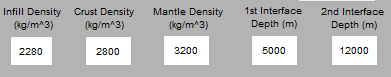 Infill Density Crust Density Mantle Density 1st Interface 2nd Interface
(kg/m^3) (kg/m^3) (kg/m^3) Depth (m) Depth (m)
2280 2800 3200 5000 12000